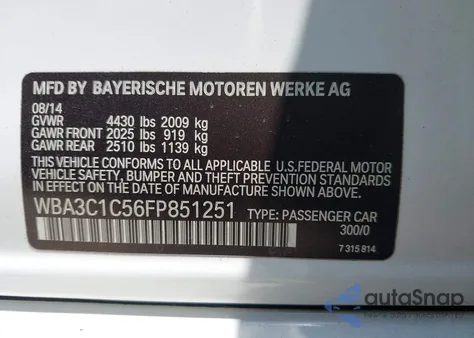 MFD BY BAYERISCHE MOTOREN WERKE AG
08/14
GVWR 4430 lbs 2009 kg
GAWR FRONT 2025 lbs 919 kg
GAWR REAR 2510 lbs 1139 kg
THIS VEHICLE CONFORMS TO ALL APPLICABLE U.S.FEDERAL MOTOR
VEHICLE SAFETY, BUMPER AND THEFT PREVENTION STANDARDS
IN EFFECT ON THE DATE OF MANUFACTURE SHOWN ABOVE.
WBA3C1C56FP851251 TYPE: PASSENGER CAR
300/0
7 315 814
autoSnap